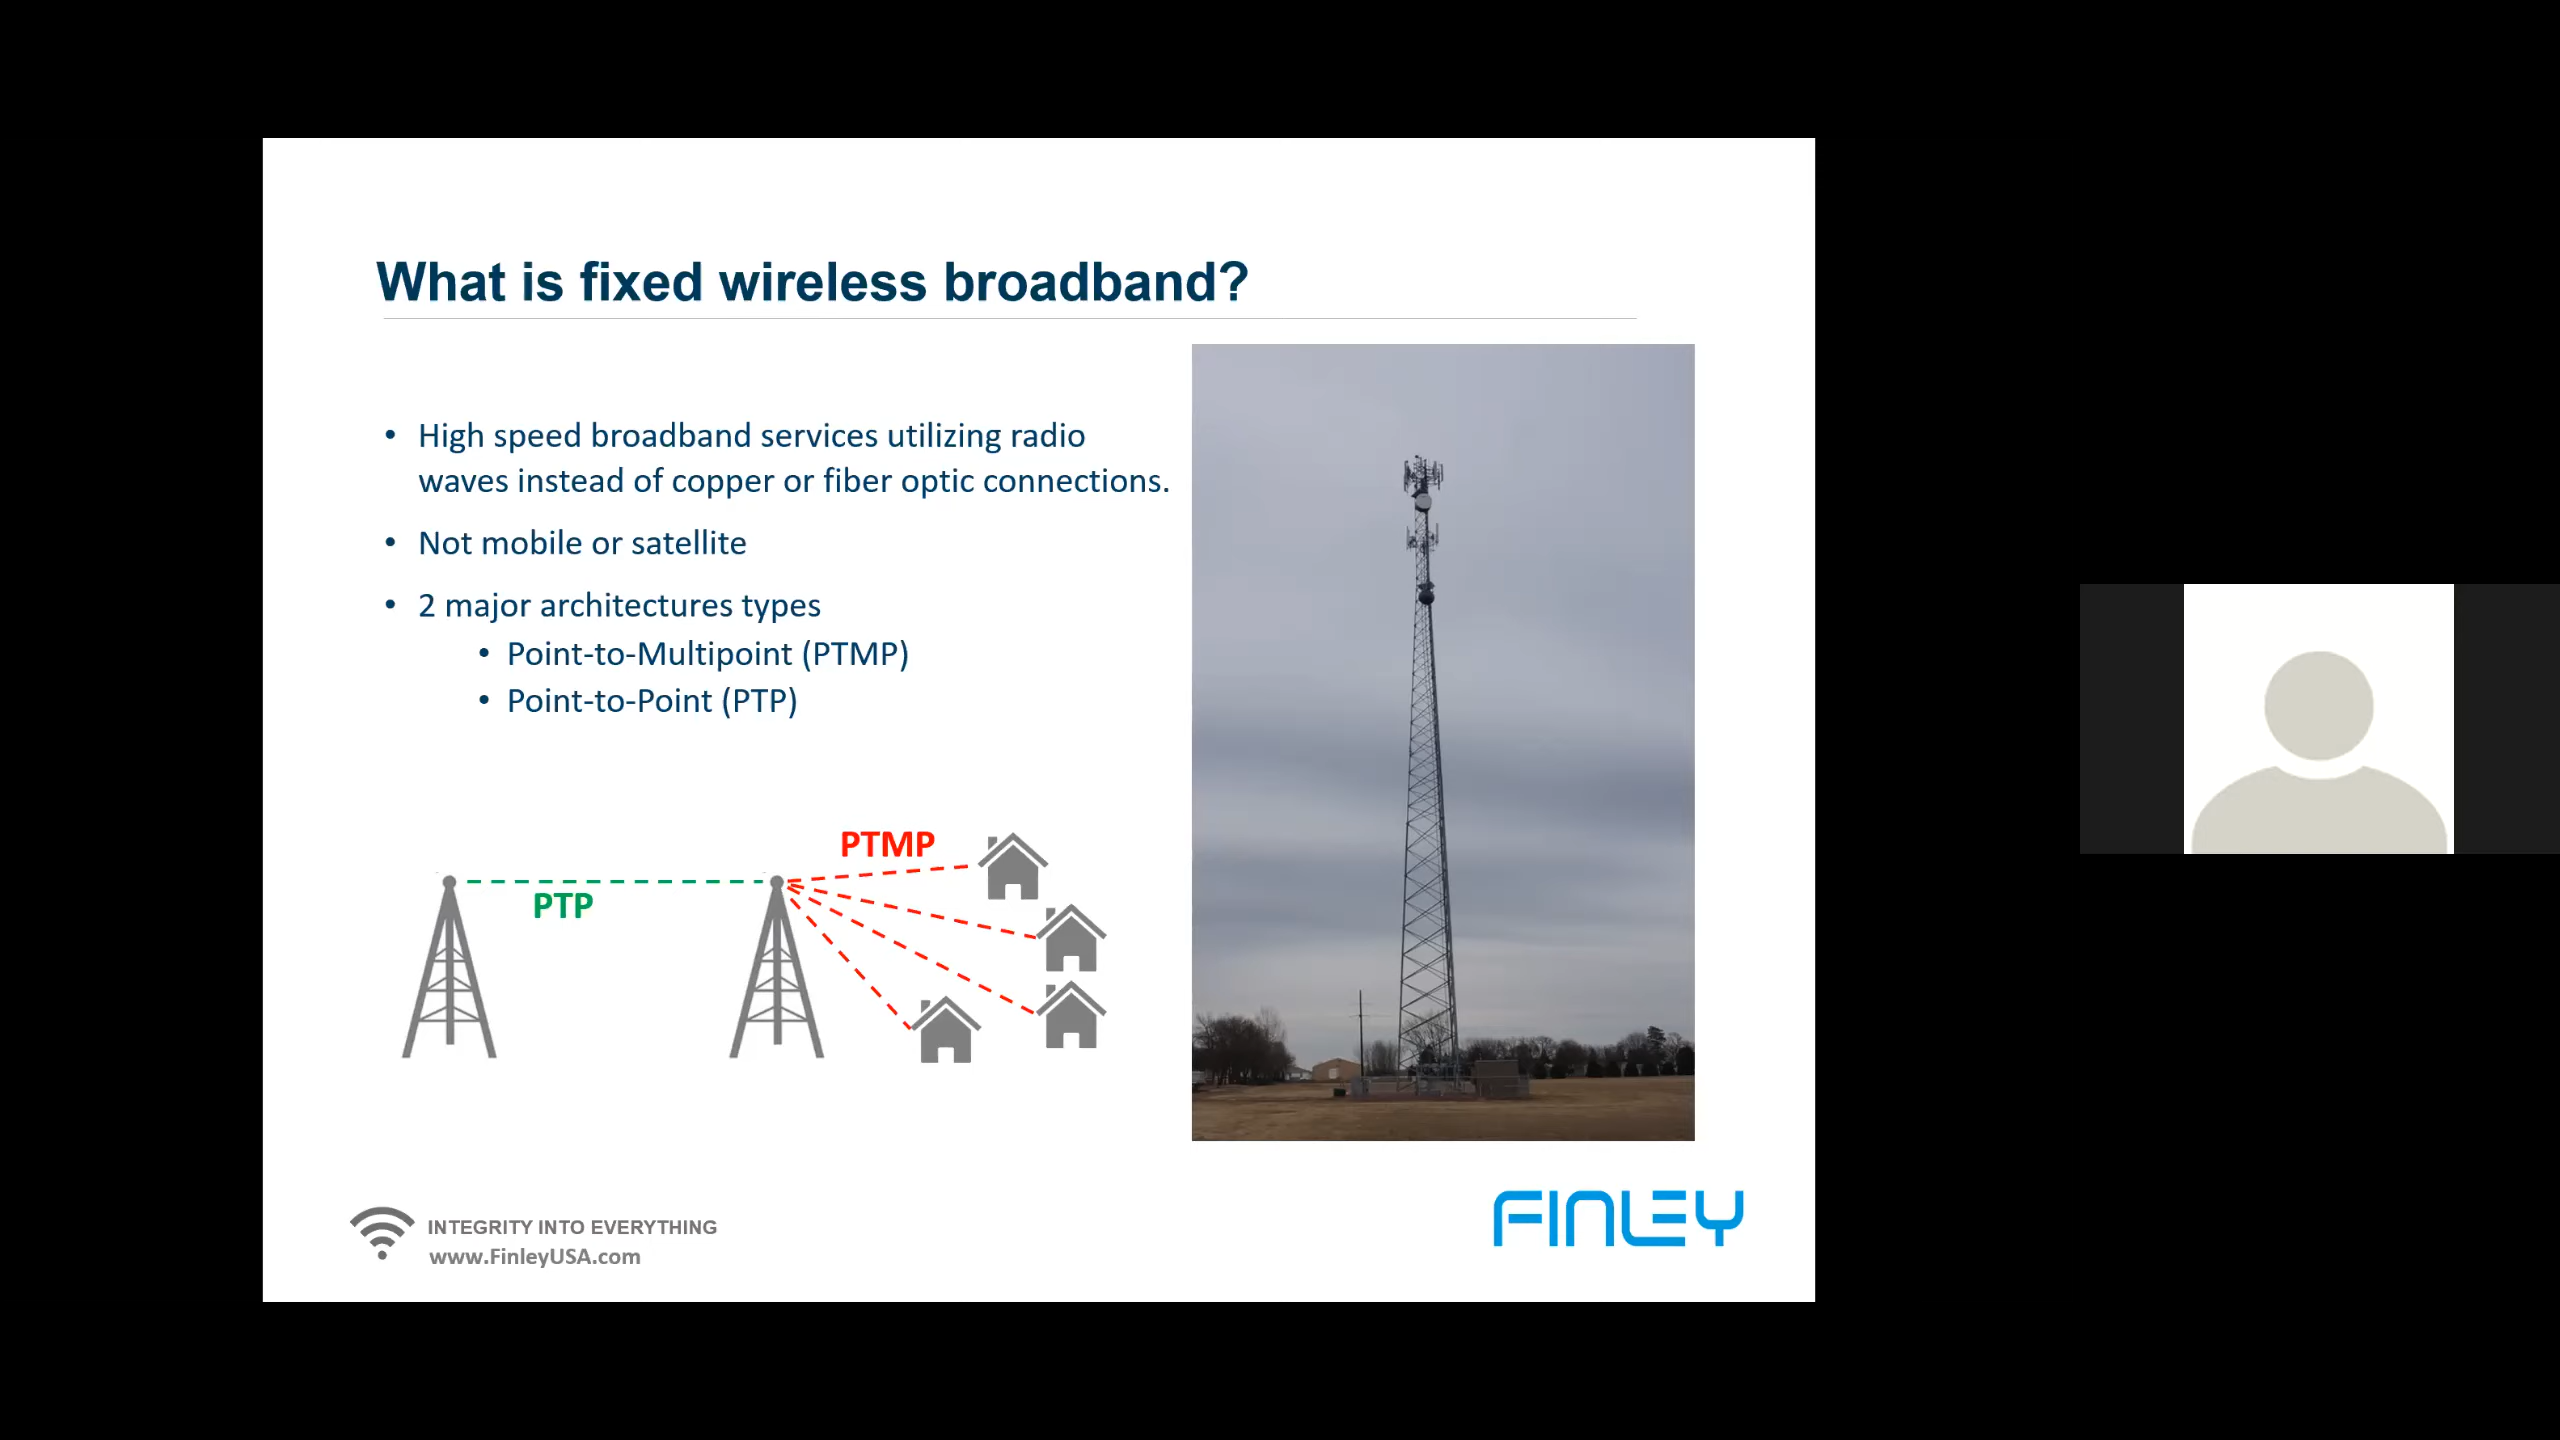 What is fixed wireless broadband?
• High speed broadband services utilizing radio
waves instead of copper or fiber optic connections.
• Not mobile or satellite
• 2 major architectures types
• Point-to-Multipoint (PTMP)
• Point-to-Point (PTP)
PTMP
PTP
INTEGRITY INTO EVERYTHING
www.FinleyUSA.com
FINLEY